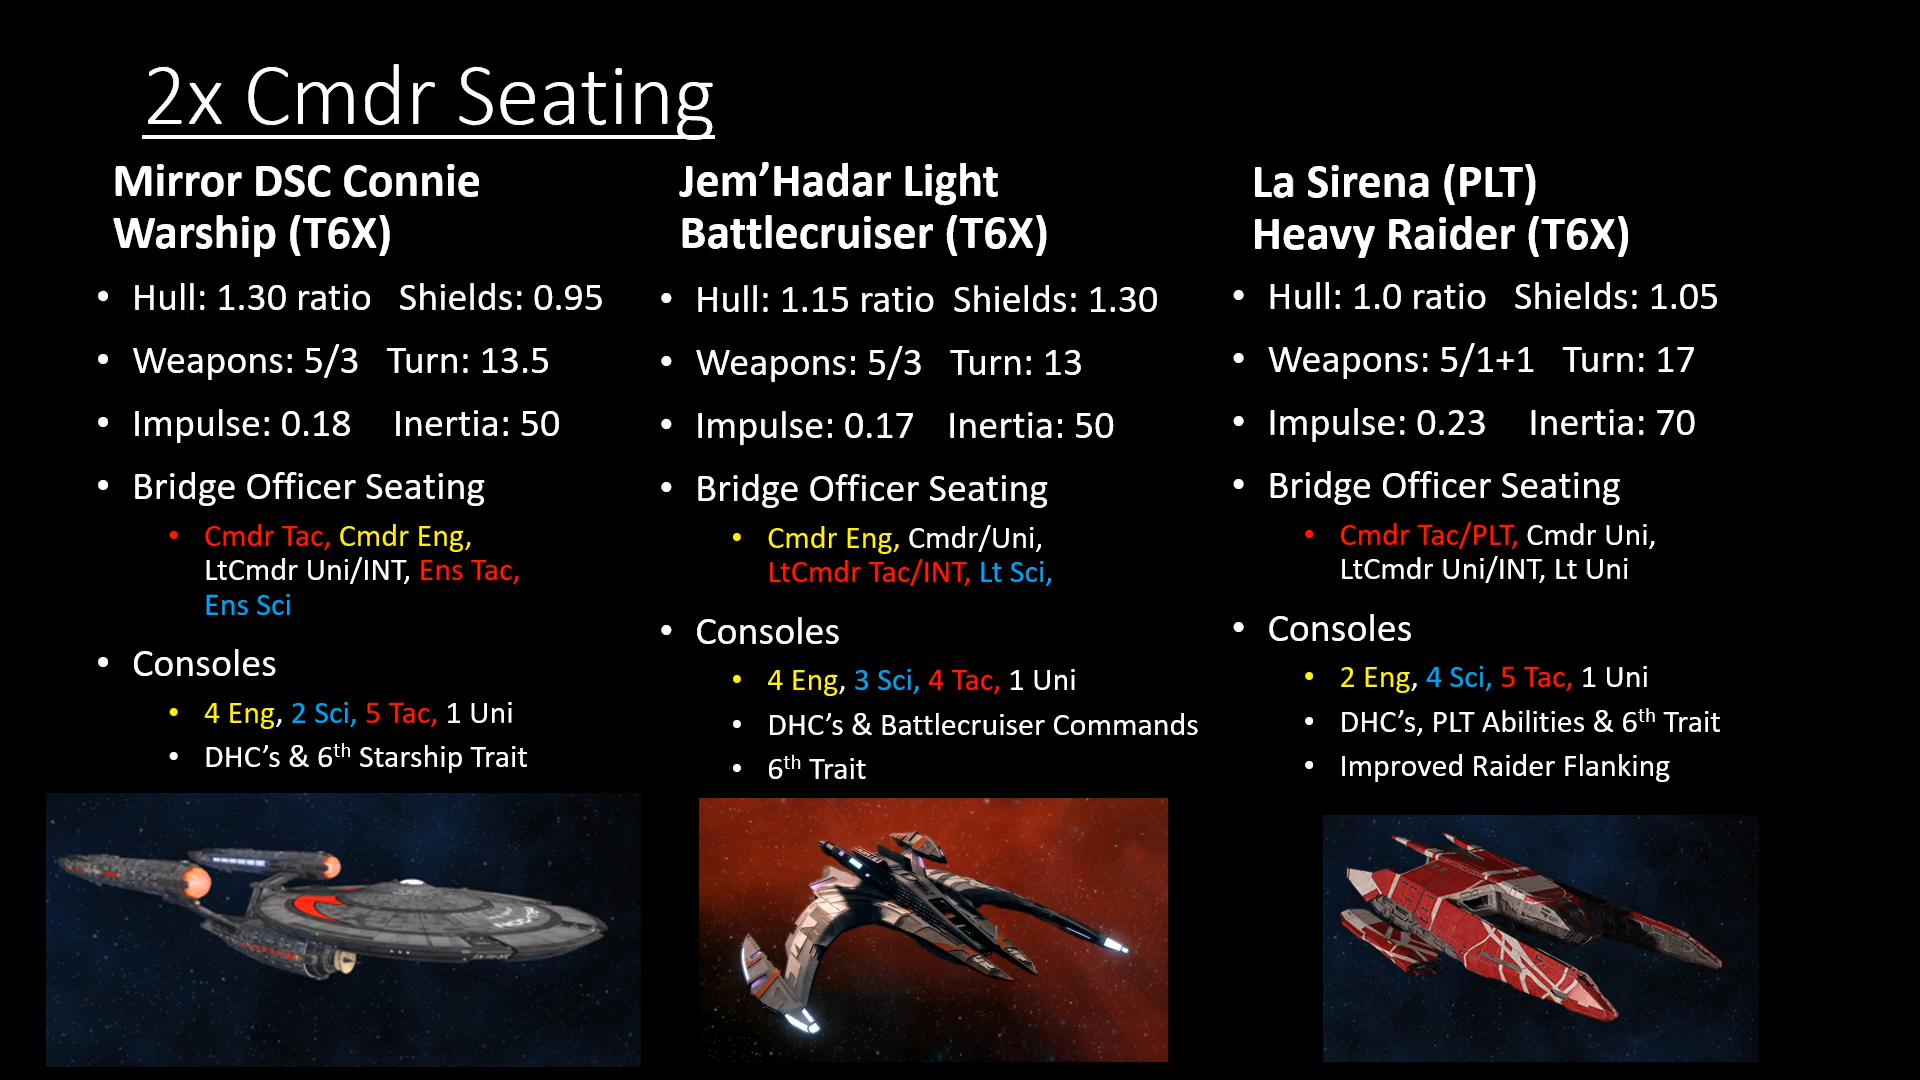 2x Cmdr Seating
Mirror DSC Connie
Warship (T6X)
• Hull: 1.30 ratio Shields: 0.95
• Weapons: 5/3 Turn: 13.5
• Impulse: 0.18 Inertia: 50
• Bridge Officer Seating
• Cmdr Tac, Cmdr Eng,
LtCmdr Uni/INT, Ens Tac,
Ens Sci
• Consoles
• 4 Eng, 2 Sci, 5 Tac, 1 Uni
• DHC's & 6th Starship Trait
Jem’Hadar Light
Battlecruiser (T6X)
• Hull: 1.15 ratio Shields: 1.30
• Weapons: 5/3 Turn: 13
• Impulse: 0.17 Inertia: 50
• Bridge Officer Seating
• Cmdr Eng, Cmdr/Uni,
LtCmdr Tac/INT, Lt Sci,
• Consoles
• 4 Eng, 3 Sci, 4 Tac, 1 Uni
• DHC’s & Battlecruiser Commands
• 6th Trait
La Sirena (PLT)
Heavy Raider (T6X)
• Hull: 1.0 ratio Shields: 1.05
• Weapons: 5/1+1 Turn: 17
• Impulse: 0.23 Inertia: 70
• Bridge Officer Seating
• Cmdr Tac/PLT, Cmdr Uni,
LtCmdr Uni/INT, Lt Uni
• Consoles
• 2 Eng, 4 Sci, 5 Tac, 1 Uni
• DHC’s, PLT Abilities & 6th Trait
• Improved Raider Flanking